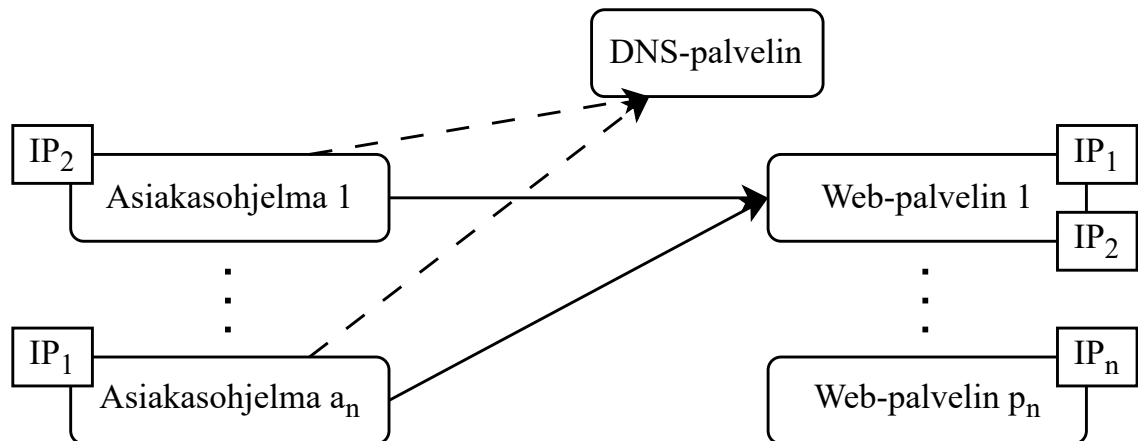 DNS-palvelin
IP₂
Asiakasohjelma 1
Web-palvelin 1
IP₁
IP₂
IP₁
Asiakasohjelma aₙ
Web-palvelin pₙ
IPₙ